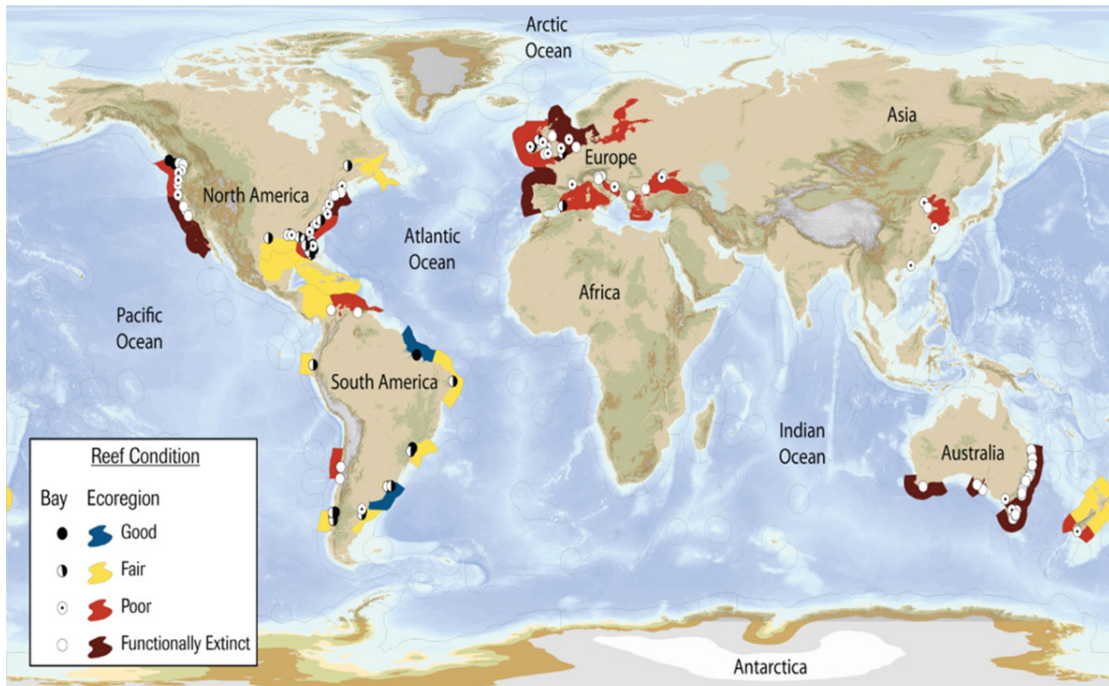 Arctic
Ocean
Asia
Europe
North America
Atlantic
Ocean
Africa
Pacific
Ocean
South America
Indian
Ocean
Australia
Reef Condition
Bay Ecoregion
Good
Fair
Poor
Functionally Extinct
Antarctica